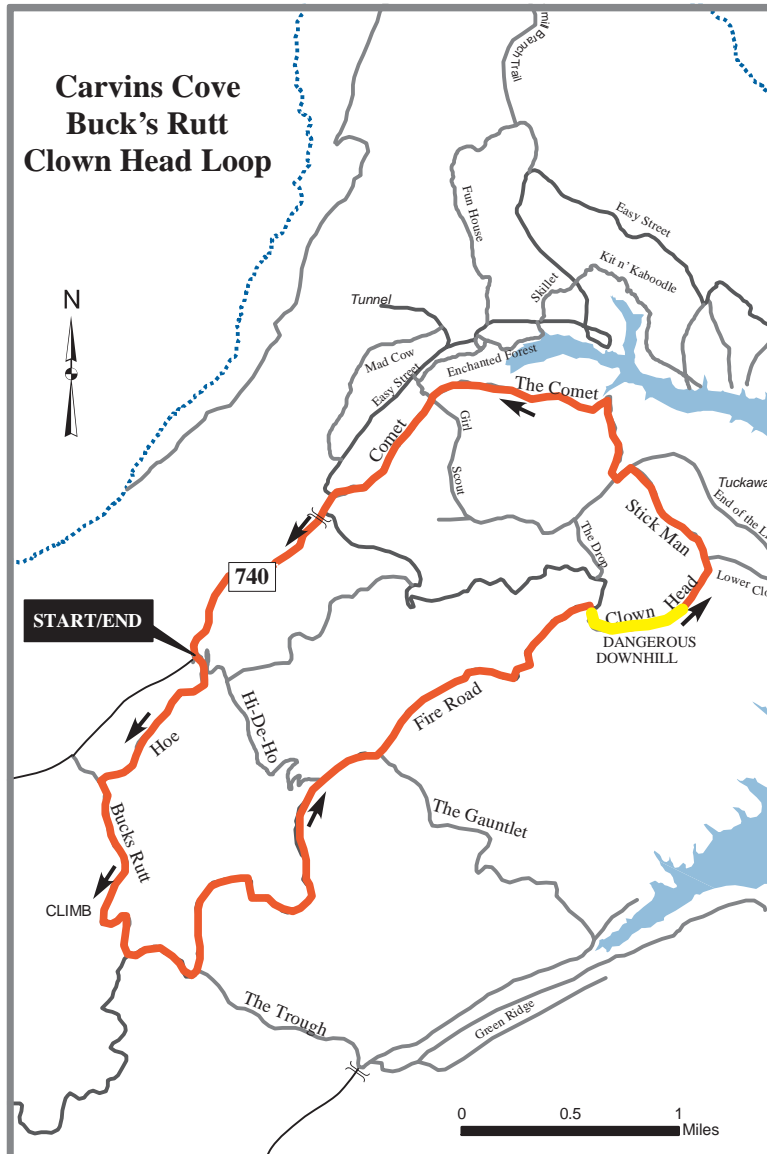 Carvins Cove
Buck's Rutt
Clown Head Loop
mil Branch Trail
Fun House
Easy Street
Kit n' Kaboodle
Skillet
N
Tunnel
Mad Cow
Easy Street
Enchanted Forest
The Comet
Comet
Girl
Scout
Tuckawa
End of the Li
Stick Man
The Drop
Lower Clo
Head
Clown
DANGEROUS
DOWNHILL
740
START/END
Hoe
Hi-De-Ho
Fire Road
Bucks Rutt
The Gauntlet
CLIMB
The Trough
Green Ridge
0 0.5 1
Miles